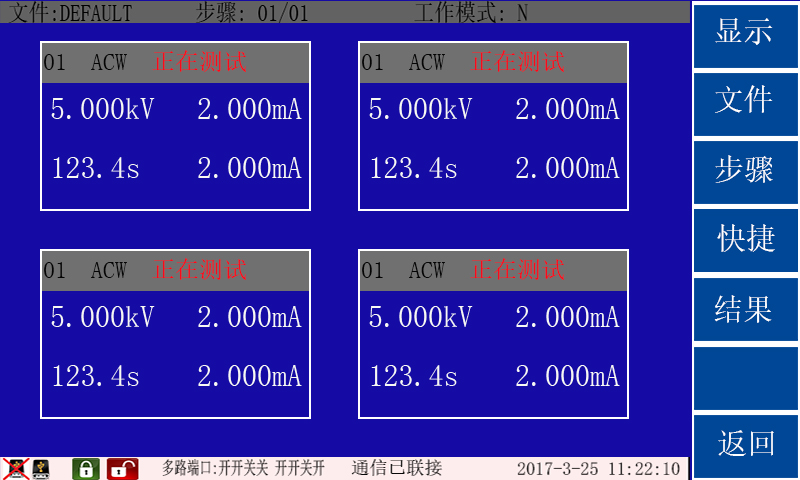 文件:DEFAULT 步骤: 01/01 工作模式: N
01 ACW 正在测试
5.000kV 2.000mA
123.4s 2.000mA
01 ACW 正在测试
5.000kV 2.000mA
123.4s 2.000mA
01 ACW 正在测试
5.000kV 2.000mA
123.4s 2.000mA
01 ACW 正在测试
5.000kV 2.000mA
123.4s 2.000mA
显示
文件
步骤
快捷
结果
返回
多路端口:开开关关 开开关开 通信已联接 2017-3-25 11:22:10